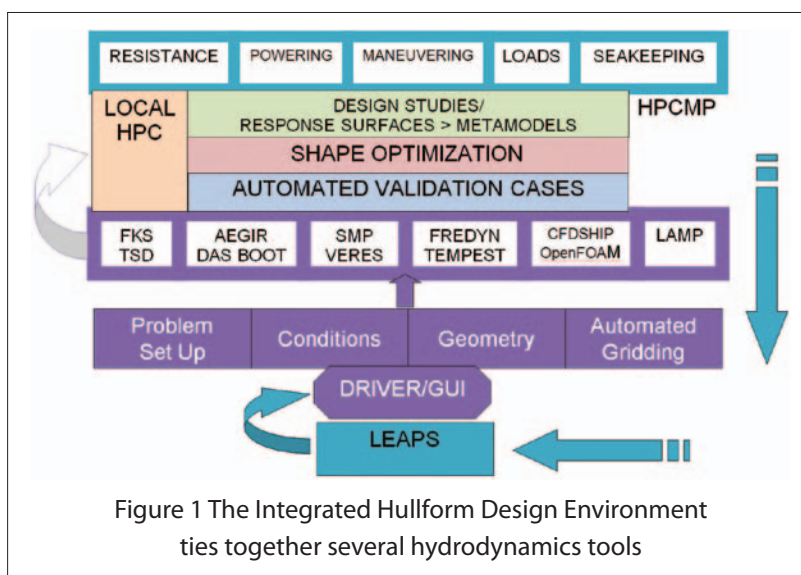 RESISTANCE POWERING MANEUVERING LOADS SEAKEEPING
LOCAL
HPC
DESIGN STUDIES/
RESPONSE SURFACES > METAMODELS
HPCMP
SHAPE OPTIMIZATION
AUTOMATED VALIDATION CASES
FKS
TSD
AEGIR
DAS BOOT
SMP
VERES
FREDYN
TEMPEST
CFDSHIP
OpenFOAM
LAMP
Problem
Set Up
Conditions
Geometry
Automated
Gridding
DRIVER/GUI
LEAPS
Figure 1 The Integrated Hullform Design Environment
ties together several hydrodynamics tools